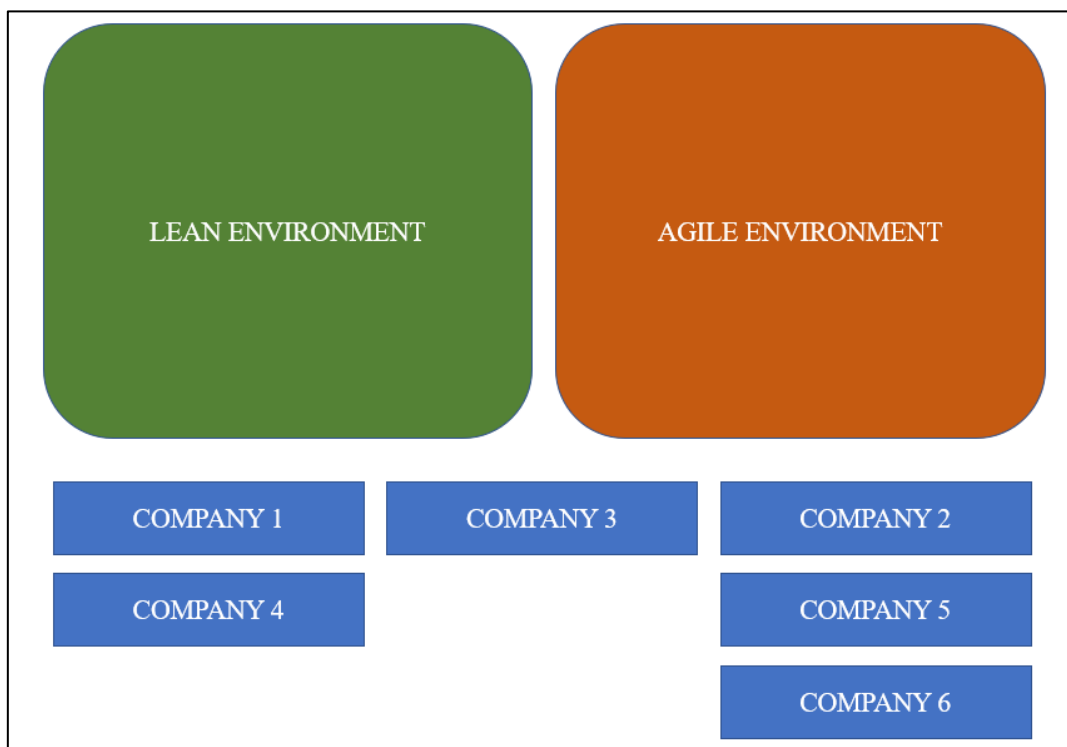 LEAN ENVIRONMENT
AGILE ENVIRONMENT
COMPANY 1
COMPANY 3
COMPANY 2
COMPANY 4
COMPANY 5
COMPANY 6